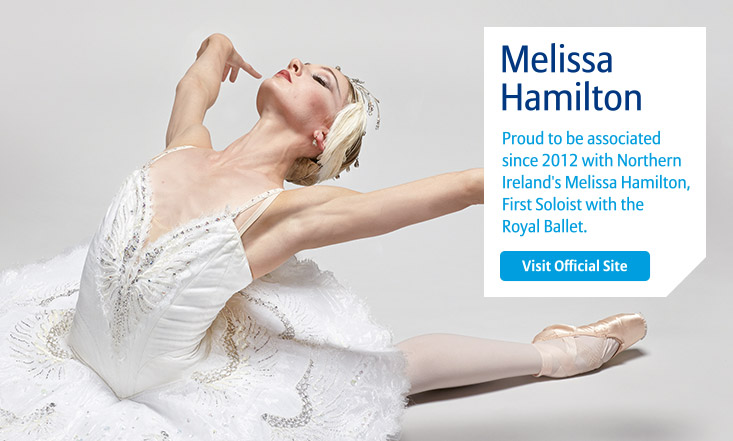 Melissa
Hamilton
Proud to be associated
since 2012 with Northern
Ireland's Melissa Hamilton,
First Soloist with the
Royal Ballet.
Visit Official Site